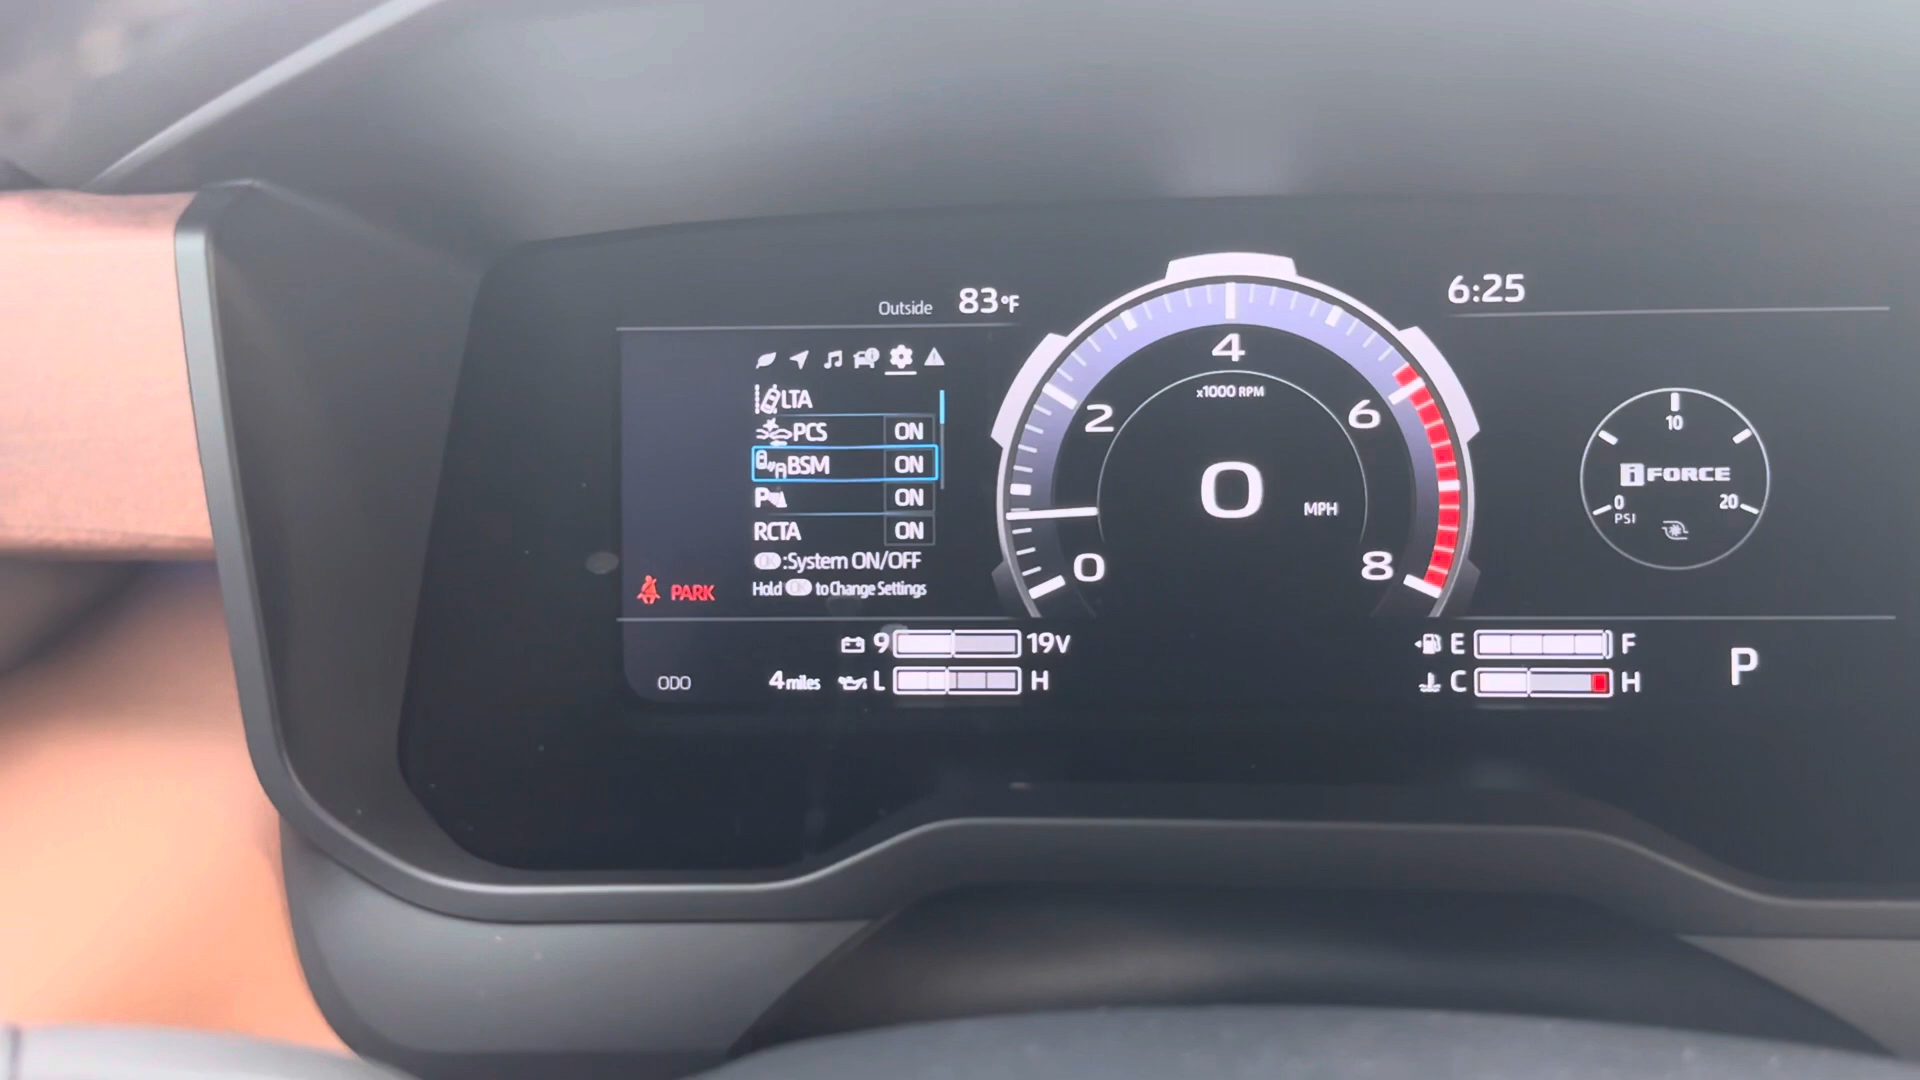 Outside 83°F
6:25
LTA
PCS ON
BSM ON
P ON
RCTA ON
OK:System ON/OFF
Hold OK to Change Settings
PARK
0
2
4
6
8
x1000 RPM
0 MPH
10
iFORCE
0
PSI
20
9 19V
ODO 4 miles L H
E F
C H
P